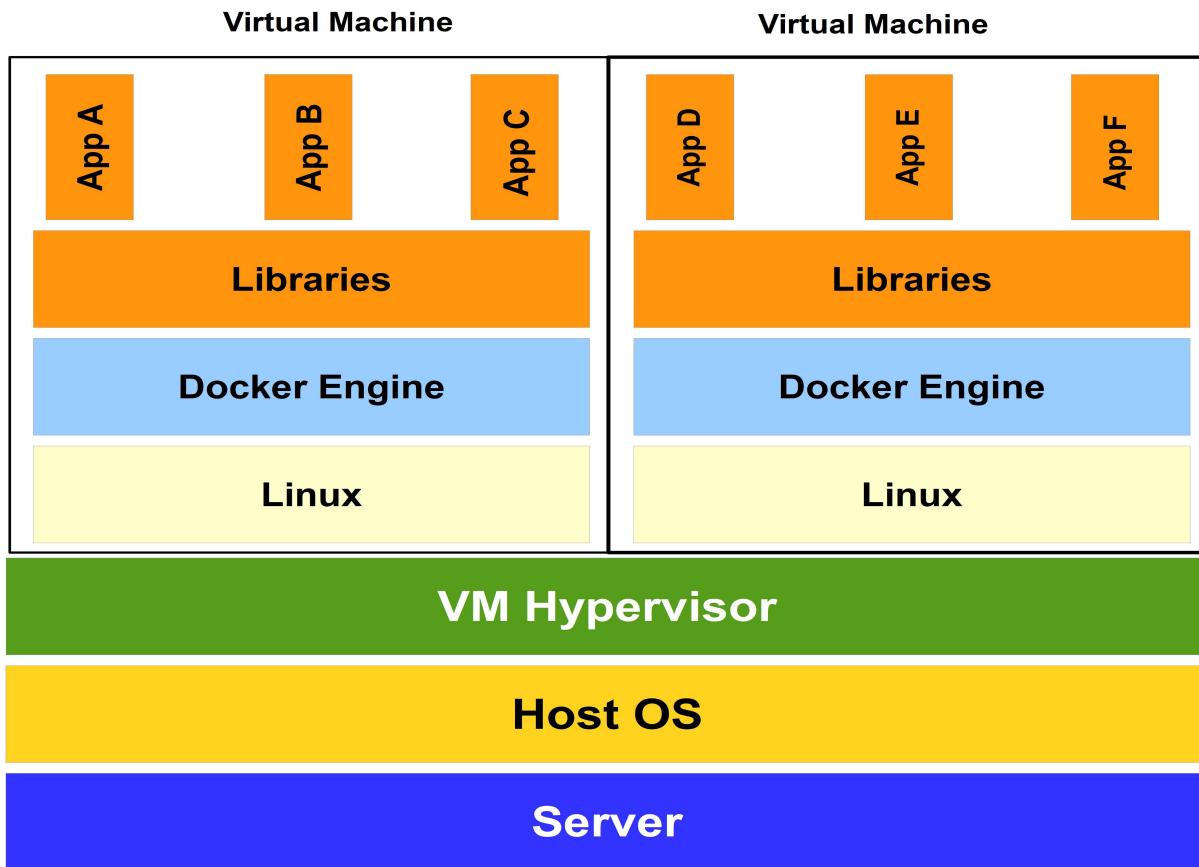 Virtual Machine
Virtual Machine
App A
App B
App C
App D
App E
App F
Libraries
Libraries
Docker Engine
Docker Engine
Linux
Linux
VM Hypervisor
Host OS
Server